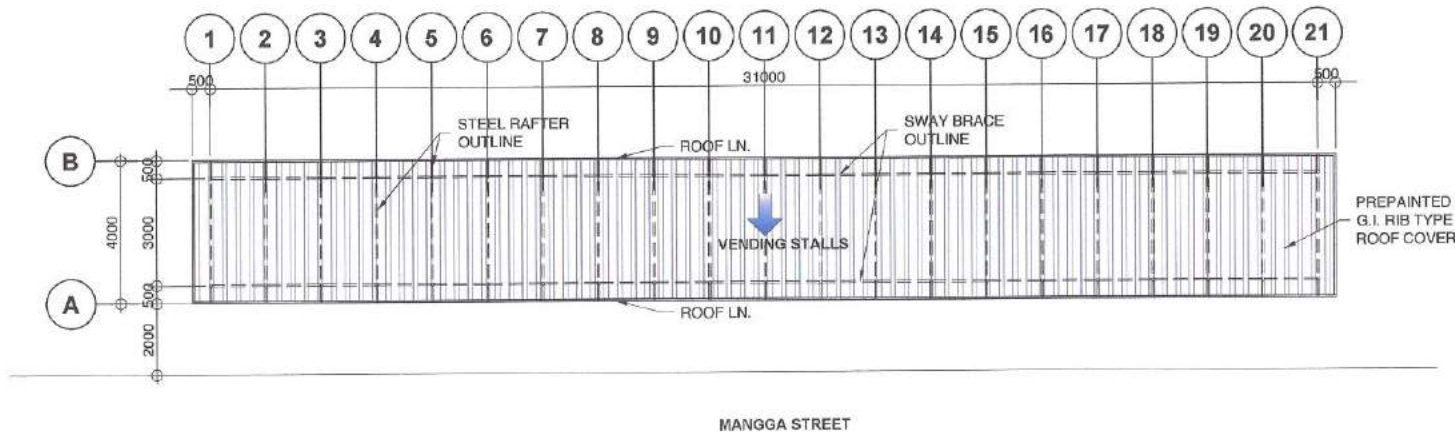 1 2 3 4 5 6 7 8 9 10 11 12 13 14 15 16 17 18 19 20 21
500 31000 500
STEEL RAFTER
OUTLINE
ROOF LN.
SWAY BRACE
OUTLINE
B
500
4000
3000
VENDING STALLS
PREPAINTED
G.I. RIB TYPE
ROOF COVER
A
500
ROOF LN.
2000
MANGGA STREET